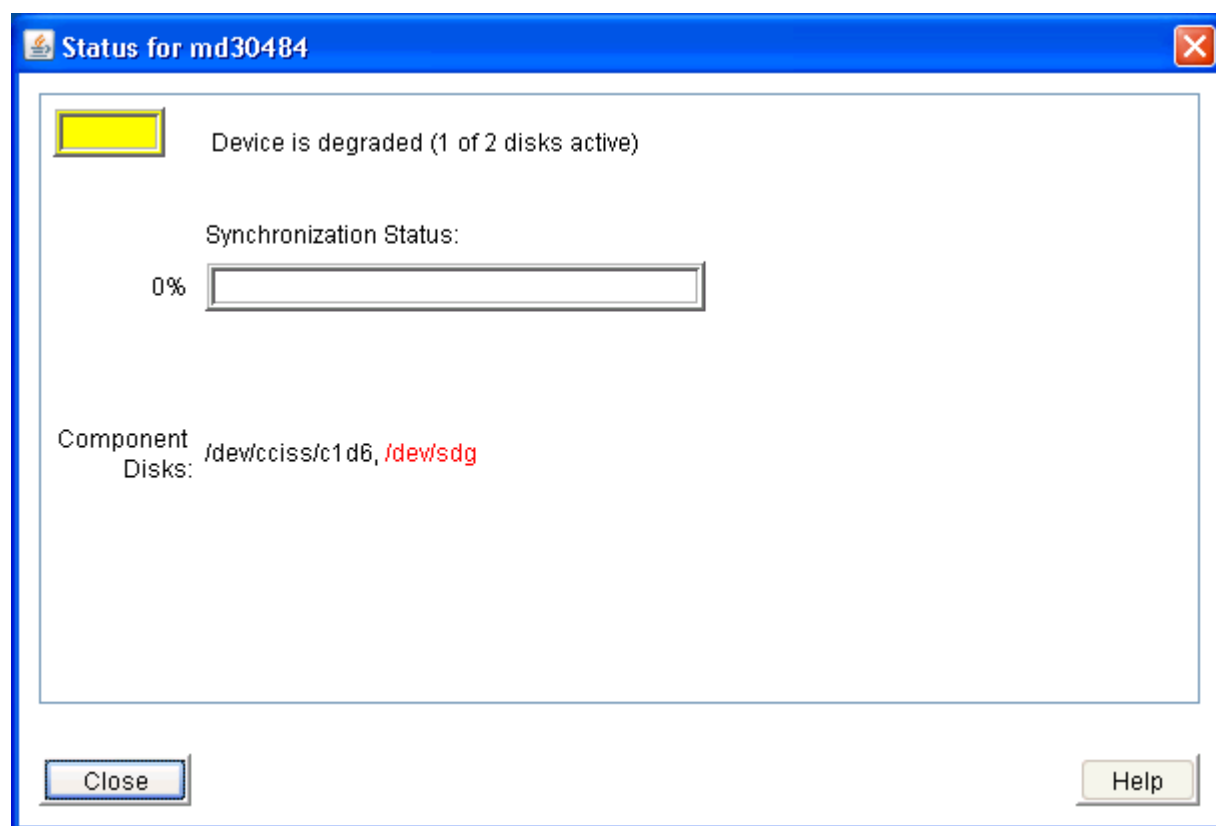 Status for md30484
Device is degraded (1 of 2 disks active)
Synchronization Status:
0%
Component
Disks:
/dev/cciss/c1d6, /dev/sdg
Close
Help